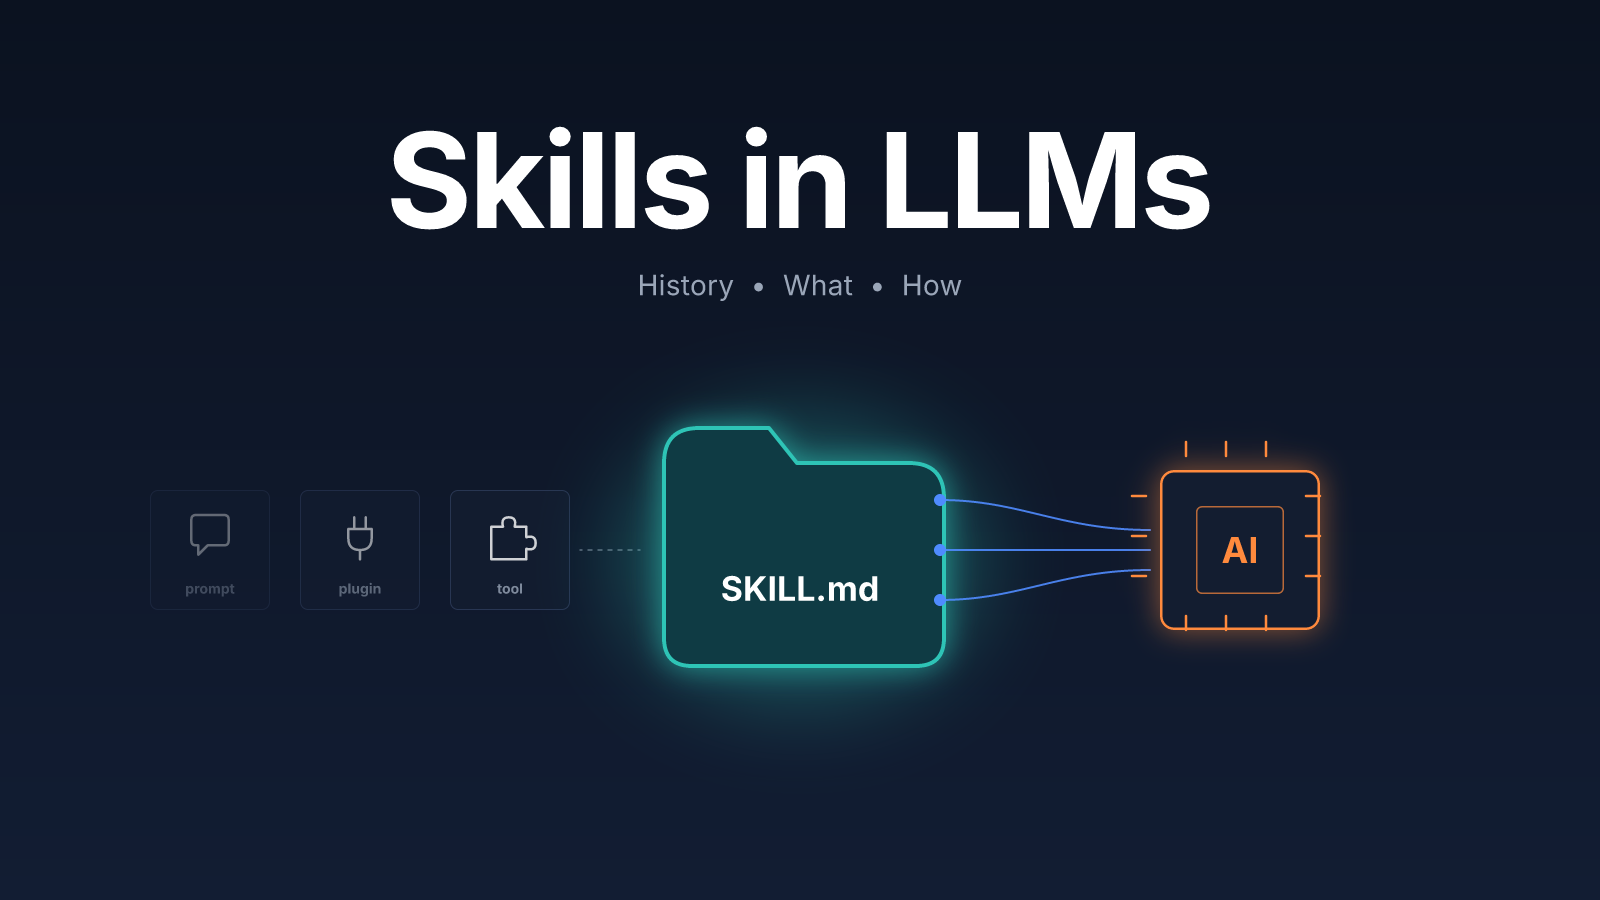 Skills in LLMs
History • What • How
prompt
plugin
tool
SKILL.md
AI